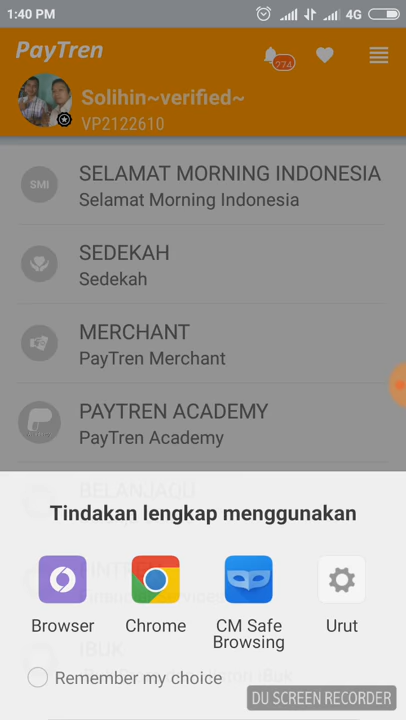 1:40 PM
4G
PayTren
274
Solihin~verified~
VP2122610
SMI
SELAMAT MORNING INDONESIA
Selamat Morning Indonesia
SEDEKAH
Sedekah
MERCHANT
PayTren Merchant
PAYTREN ACADEMY
PayTren Academy
BELANJAQU
Tindakan lengkap menggunakan
Browser
Chrome
CM Safe
Browsing
Urut
IBUK
Remember my choice
DU SCREEN RECORDER